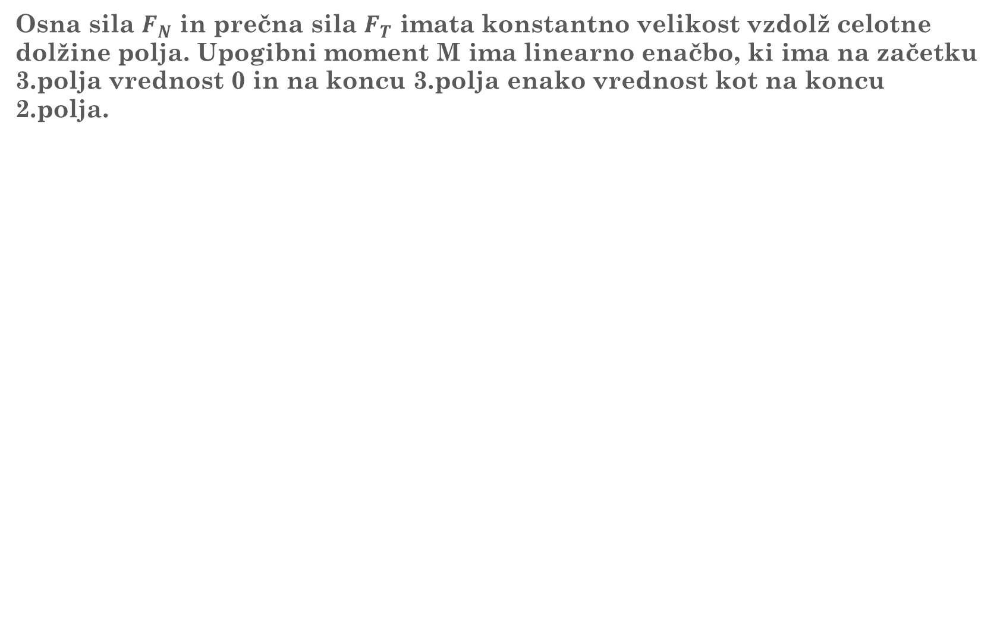 Osna sila F_N in prečna sila F_T imata konstantno velikost vzdolž celotne
dolžine polja. Upogibni moment M ima linearno enačbo, ki ima na začetku
3.polja vrednost 0 in na koncu 3.polja enako vrednost kot na koncu
2.polja.